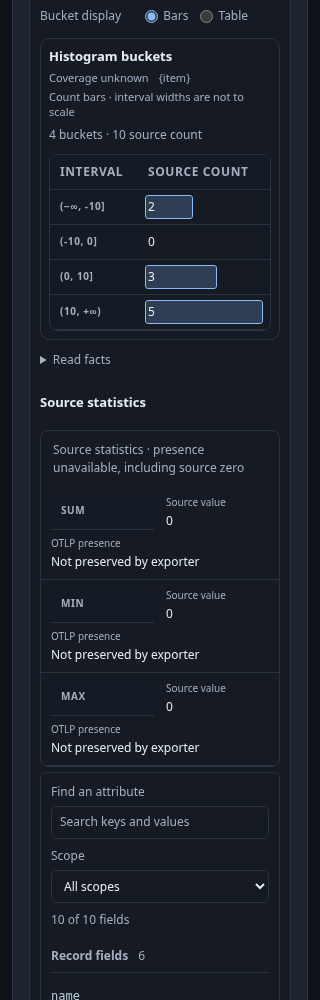 Bucket display Bars Table
Histogram buckets
Coverage unknown {item}
Count bars · interval widths are not to
scale
4 buckets · 10 source count
INTERVAL SOURCE COUNT
(−∞, -10] 2
(-10, 0] 0
(0, 10] 3
(10, +∞) 5
Read facts
Source statistics
Source statistics · presence
unavailable, including source zero
SUM
Source value
0
OTLP presence
Not preserved by exporter
MIN
Source value
0
OTLP presence
Not preserved by exporter
MAX
Source value
0
OTLP presence
Not preserved by exporter
Find an attribute
Search keys and values
Scope
All scopes
10 of 10 fields
Record fields 6
name